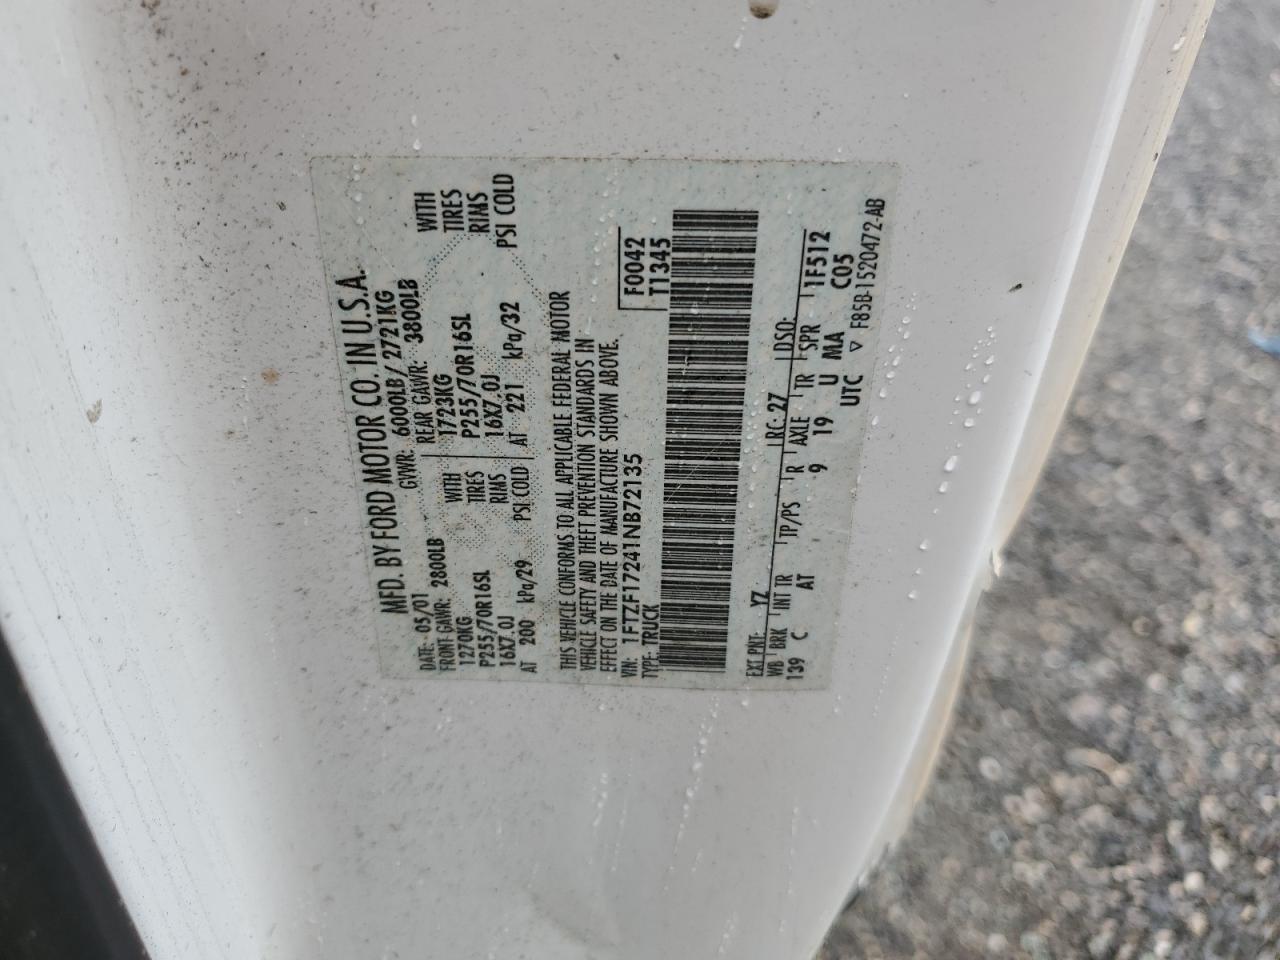 MFD. BY FORD MOTOR CO. IN U.S.A.
DATE: 05/01 GVWR: 6000LB / 2721KG
FRONT GAWR: 2800LB REAR GAWR: 3800LB
1270KG WITH 1723KG WITH
P255/70R16SL TIRES P255/70R16SL TIRES
16X7.0J RIMS 16X7.0J RIMS
AT 200 kPa/29 PSI COLD AT 221 kPa/32 PSI COLD
THIS VEHICLE CONFORMS TO ALL APPLICABLE FEDERAL MOTOR
VEHICLE SAFETY AND THEFT PREVENTION STANDARDS IN
EFFECT ON THE DATE OF MANUFACTURE SHOWN ABOVE.
VIN: 1FTZF17241NB72135 F0042
TYPE: TRUCK T1345
EXT PNT: YZ RC: 27 DSO:
WB BRK INT TR TP/PS R AXLE TR SPR 1F512
139 C AT 9 19 U MA C05
UTC ▽ F85B-1520472-AB